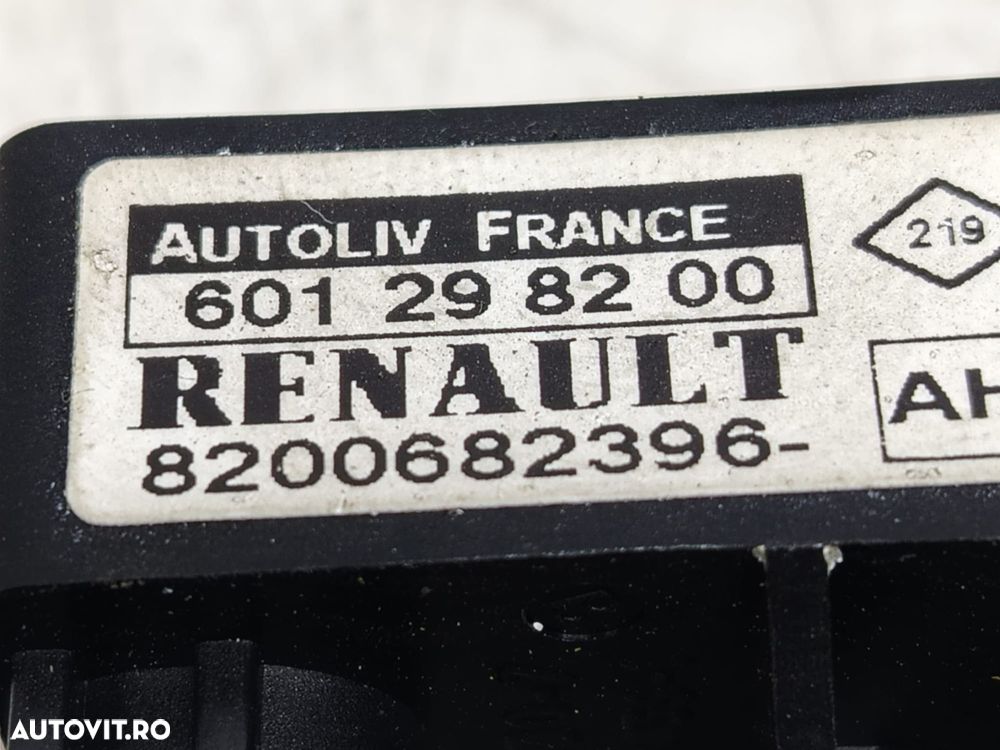 AUTOLIV FRANCE
601 29 82 00
RENAULT
8200682396-
219
AH
AUTOVIT.RO